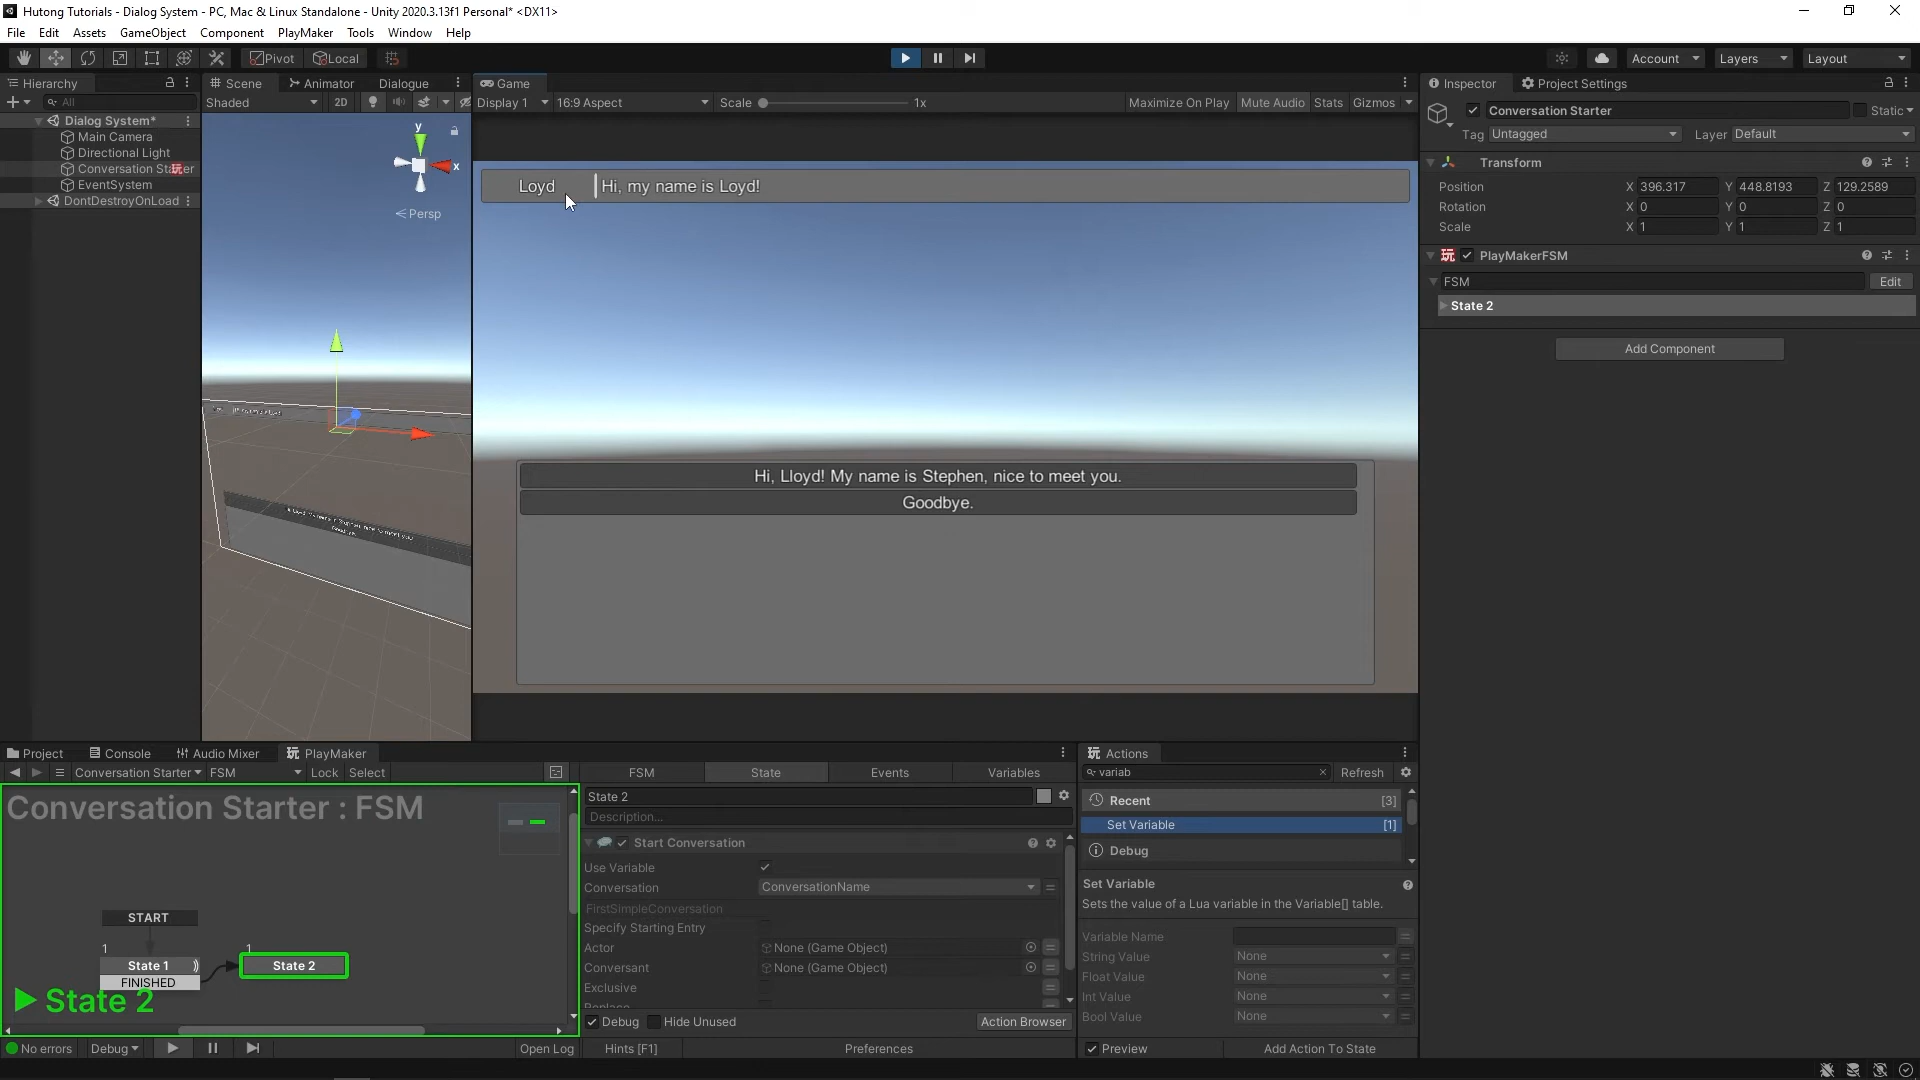 Hutong Tutorials - Dialog System - PC, Mac & Linux Standalone - Unity 2020.3.13f1 Personal* <DX11>
File Edit Assets GameObject Component PlayMaker Tools Window Help
Pivot Local Account Layers Layout
Hierarchy
All
Dialog System*
Main Camera
Directional Light
Conversation Starter
EventSystem
DontDestroyOnLoad
Scene Animator Dialogue
Shaded 2D
y
x
Persp
Game
Display 1 16:9 Aspect Scale 1x Maximize On Play Mute Audio Stats Gizmos
Loyd Hi, my name is Loyd!
Hi, Lloyd! My name is Stephen, nice to meet you.
Goodbye.
Inspector Project Settings
Conversation Starter Static
Tag Untagged Layer Default
Transform
Position X 396.317 Y 448.8193 Z 129.2589
Rotation X 0 Y 0 Z 0
Scale X 1 Y 1 Z 1
PlayMakerFSM
FSM Edit
State 2
Add Component
Project Console Audio Mixer PlayMaker
Conversation Starter FSM Lock Select
Conversation Starter : FSM
START
1
State 1
FINISHED
1
State 2
State 2
No errors Debug Open Log
FSM State Events Variables
State 2
Description...
Start Conversation
Use Variable
Conversation ConversationName
FirstSimpleConversation
Specify Starting Entry
Actor None (Game Object)
Conversant None (Game Object)
Exclusive
Replace
Debug Hide Unused Action Browser
Hints [F1] Preferences
Actions
variab Refresh
Recent [3]
Set Variable [1]
Debug
Set Variable
Sets the value of a Lua variable in the Variable[] table.
Variable Name
String Value None
Float Value None
Int Value None
Bool Value None
Preview Add Action To State